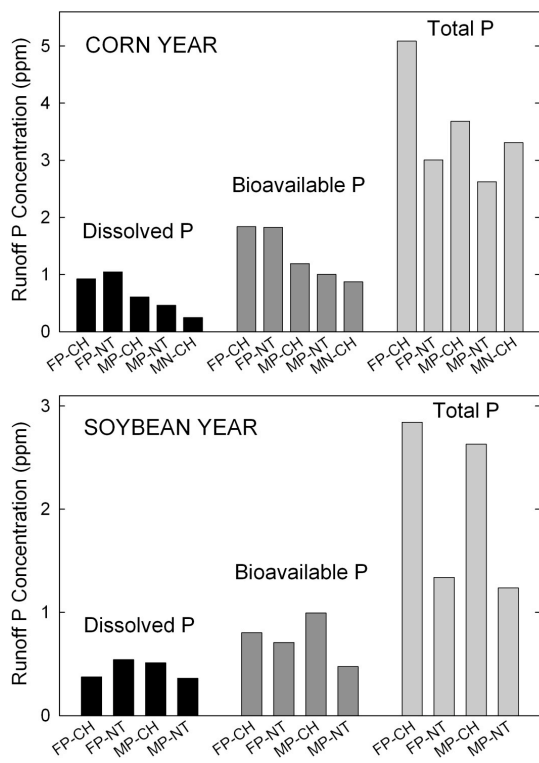 CORN YEAR
Total P
Bioavailable P
Dissolved P
Runoff P Concentration (ppm)
6
5
4
3
2
1
0
FP-CH
FP-NT
MP-CH
MP-NT
MN-CH
FP-CH
FP-NT
MP-CH
MP-NT
MN-CH
FP-CH
FP-NT
MP-CH
MP-NT
MN-CH
SOYBEAN YEAR
Total P
Bioavailable P
Dissolved P
Runoff P Concentration (ppm)
3
2
1
0
FP-CH
FP-NT
MP-CH
MP-NT
FP-CH
FP-NT
MP-CH
MP-NT
FP-CH
FP-NT
MP-CH
MP-NT